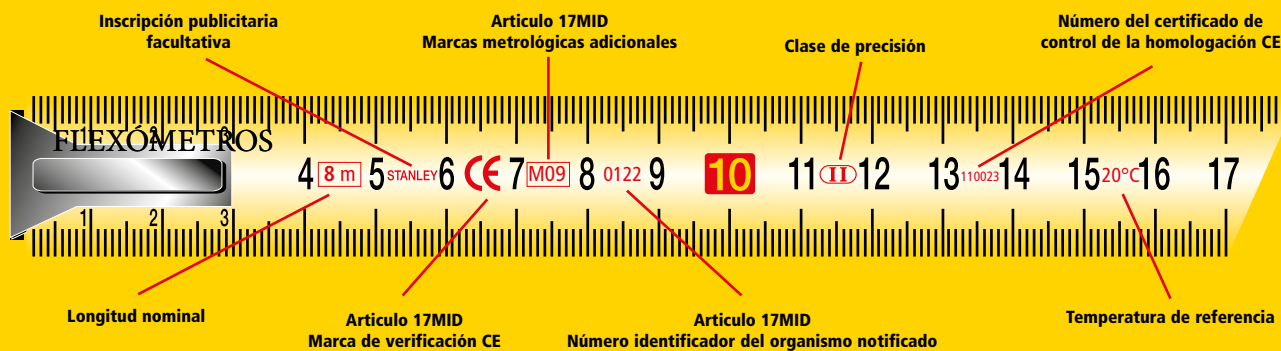 Inscripción publicitaria
facultativa
Articulo 17MID
Marcas metrológicas adicionales
Clase de precisión
Número del certificado de
control de la homologación CE
FLEXÓMETROS
1 2 3
4 8 m 5 STANLEY 6 CE 7 M09 8 0122 9 10 11 II 12 13 110023 14 15 20°C 16 17
1 2 3
Longitud nominal
Articulo 17MID
Marca de verificación CE
Articulo 17MID
Número identificador del organismo notificado
Temperatura de referencia